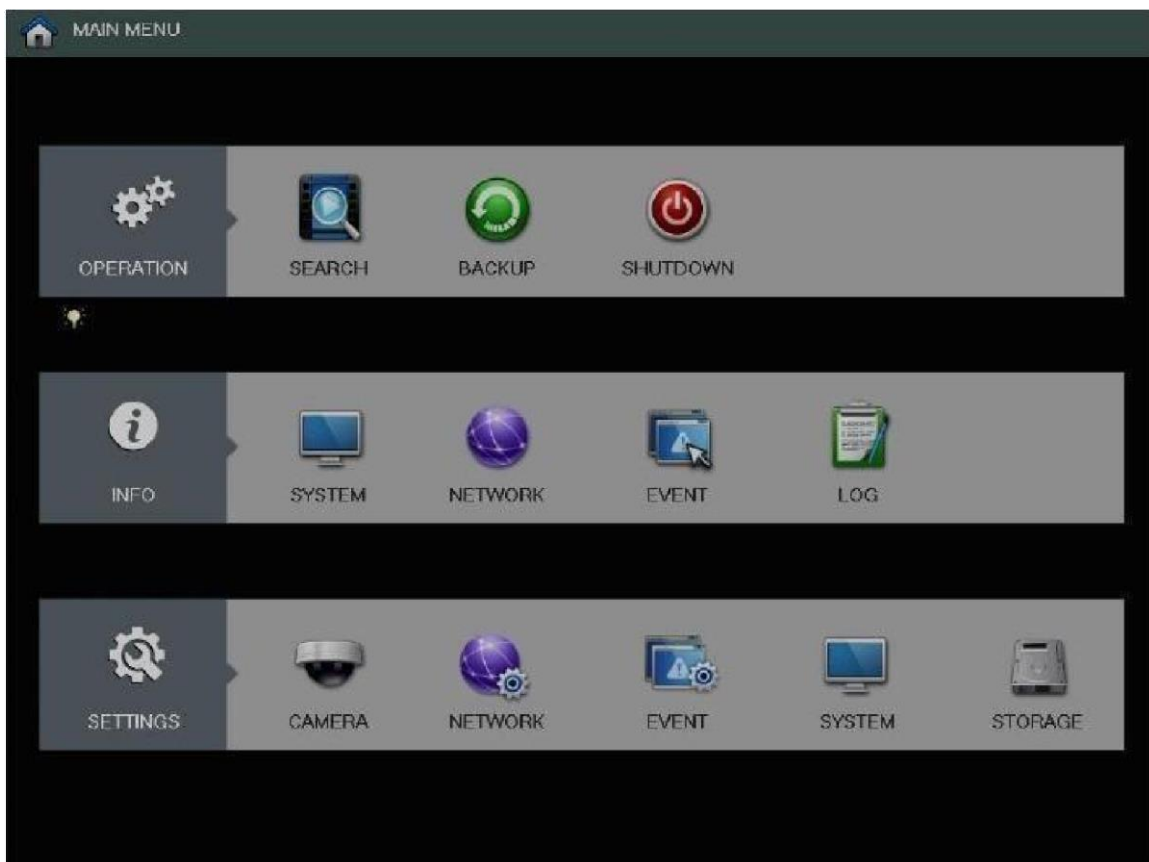 MAIN MENU
OPERATION
SEARCH
BACKUP
SHUTDOWN
INFO
SYSTEM
NETWORK
EVENT
LOG
SETTINGS
CAMERA
NETWORK
EVENT
SYSTEM
STORAGE